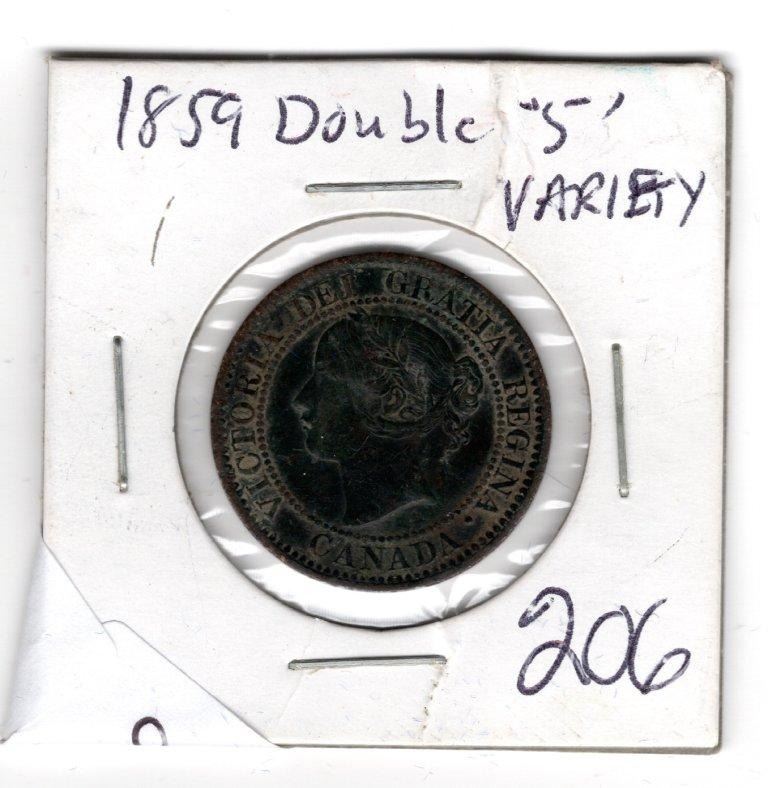 1859 Double "5"
VARIETY
VICTORIA DEI GRATIA REGINA.
CANADA
206